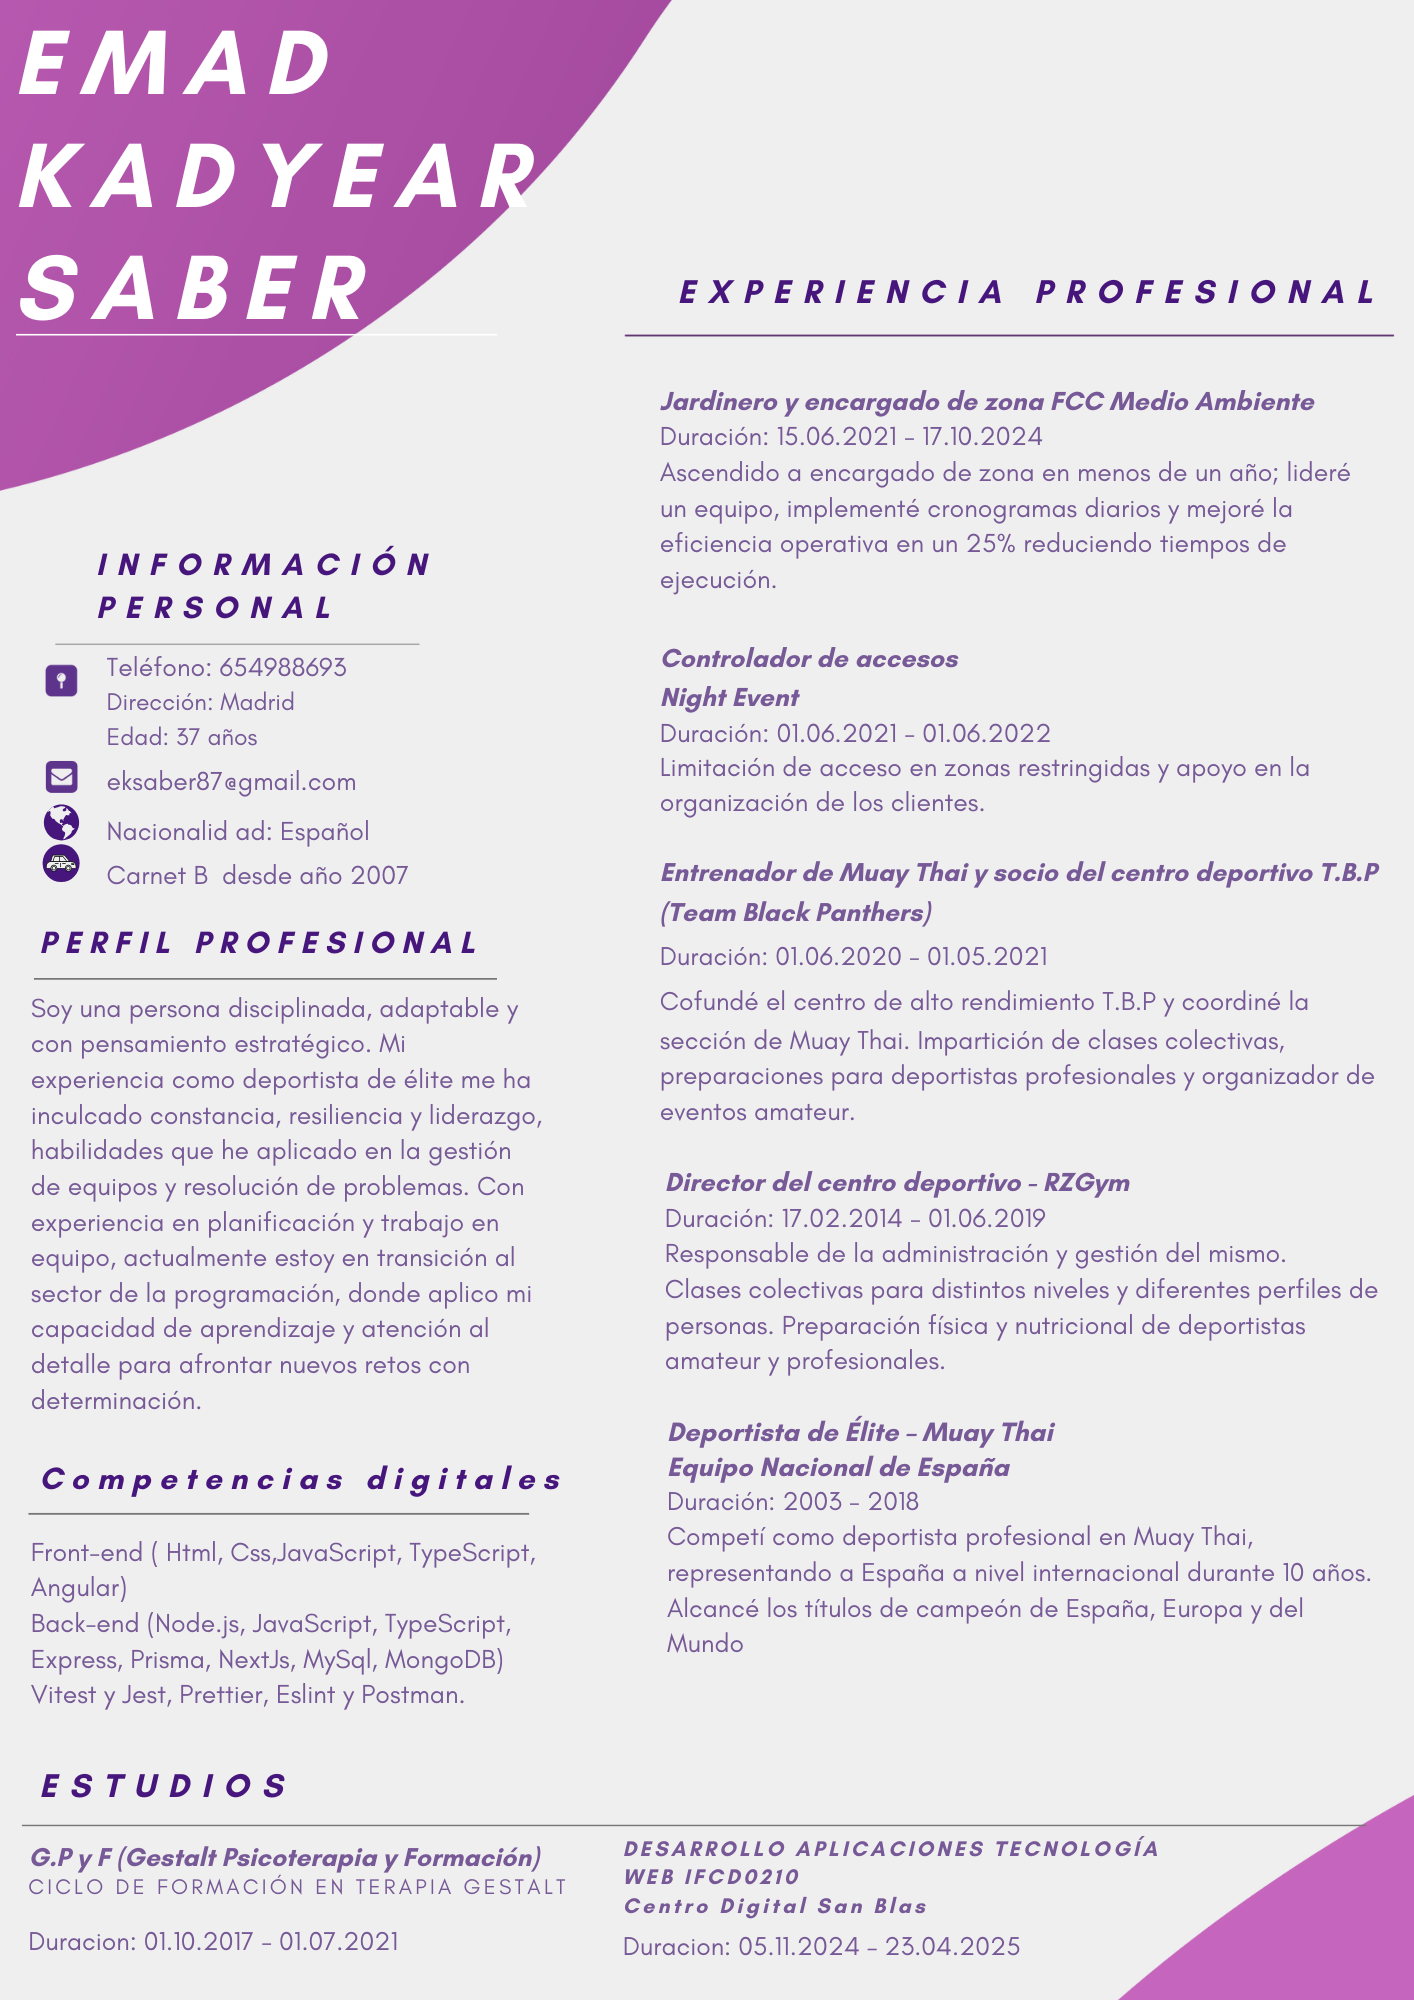 EMAD
KADYEAR
SABER
INFORMACIÓN
PERSONAL
Teléfono: 654988693
Dirección: Madrid
Edad: 37 años
eksaber87@gmail.com
Nacionalid ad: Español
Carnet B  desde año 2007
PERFIL PROFESIONAL
Soy una persona disciplinada, adaptable y
con pensamiento estratégico. Mi
experiencia como deportista de élite me ha
inculcado constancia, resiliencia y liderazgo,
habilidades que he aplicado en la gestión
de equipos y resolución de problemas. Con
experiencia en planificación y trabajo en
equipo, actualmente estoy en transición al
sector de la programación, donde aplico mi
capacidad de aprendizaje y atención al
detalle para afrontar nuevos retos con
determinación.
Competencias digitales
Front-end ( Html, Css,JavaScript, TypeScript,
Angular)
Back-end (Node.js, JavaScript, TypeScript,
Express, Prisma, NextJs, MySql, MongoDB)
Vitest y Jest, Prettier, Eslint y Postman.
EXPERIENCIA PROFESIONAL
Jardinero y encargado de zona FCC Medio Ambiente
Duración: 15.06.2021 - 17.10.2024
Ascendido a encargado de zona en menos de un año; lideré
un equipo, implementé cronogramas diarios y mejoré la
eficiencia operativa en un 25% reduciendo tiempos de
ejecución.
Controlador de accesos
Night Event
Duración: 01.06.2021 - 01.06.2022
Limitación de acceso en zonas restringidas y apoyo en la
organización de los clientes.
Entrenador de Muay Thai y socio del centro deportivo T.B.P
(Team Black Panthers)
Duración: 01.06.2020 - 01.05.2021
Cofundé el centro de alto rendimiento T.B.P y coordiné la
sección de Muay Thai. Impartición de clases colectivas,
preparaciones para deportistas profesionales y organizador de
eventos amateur.
Director del centro deportivo - RZGym
Duración: 17.02.2014 - 01.06.2019
Responsable de la administración y gestión del mismo.
Clases colectivas para distintos niveles y diferentes perfiles de
personas. Preparación física y nutricional de deportistas
amateur y profesionales.
Deportista de Élite – Muay Thai
Equipo Nacional de España
Duración: 2003 - 2018
Competí como deportista profesional en Muay Thai,
representando a España a nivel internacional durante 10 años.
Alcancé los títulos de campeón de España, Europa y del
Mundo
ESTUDIOS
G.P y F (Gestalt Psicoterapia y Formación)
CICLO DE FORMACIÓN EN TERAPIA GESTALT
Duracion: 01.10.2017 - 01.07.2021
DESARROLLO APLICACIONES TECNOLOGÍA
WEB IFCD0210
Centro Digital San Blas
Duracion: 05.11.2024 - 23.04.2025